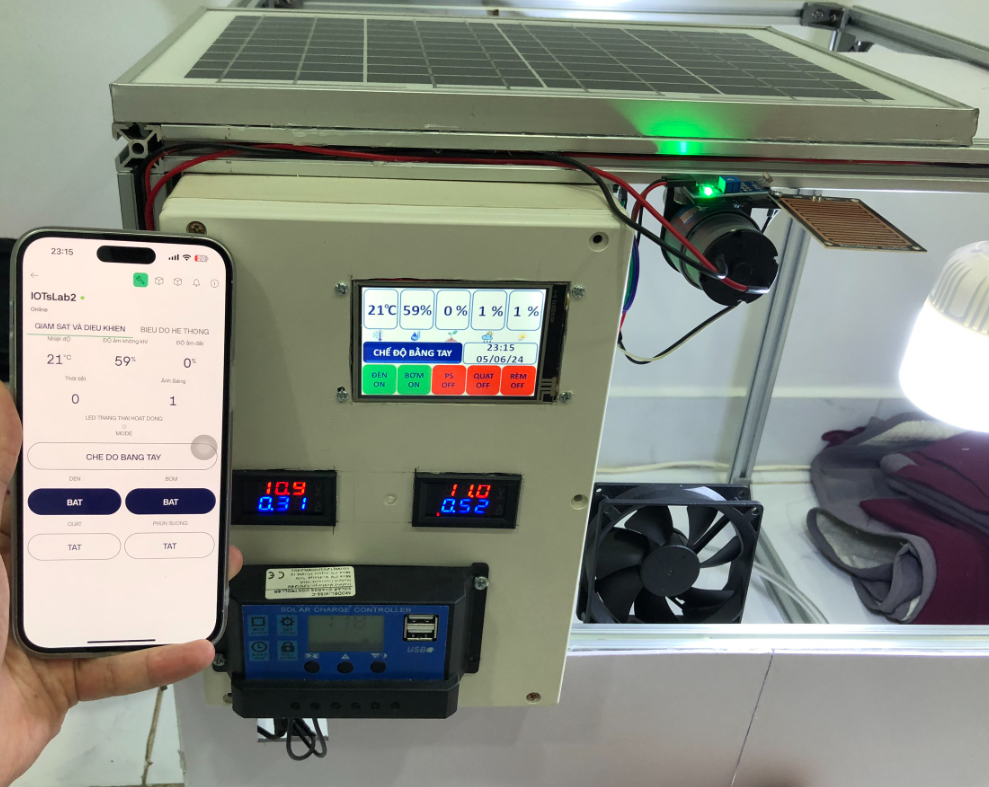 23:15
IOTsLab2
Online
GIAM SAT VA DIEU KHIEN
BIEU DO HE THONG
Nhiệt độ
ĐỘ ẩm không khí
ĐỘ ẩm đất
21°C
59%
0%
Thời tiết
Ánh Sáng
0
1
LED TRANG THAI HOAT DONG
MODE
CHE DO BANG TAY
DEN
BOM
BAT
BAT
QUAT
PHUN SUONG
TAT
TAT
21℃
59%
0 %
1 %
1 %
CHẾ ĐỘ BẰNG TAY
23:15
05/06/24
ĐÈN ON
BƠM ON
PS OFF
QUẠT OFF
RÈM OFF
10.9
0.31
11.0
0.52
SOLAR CHARGE CONTROLLER
USB